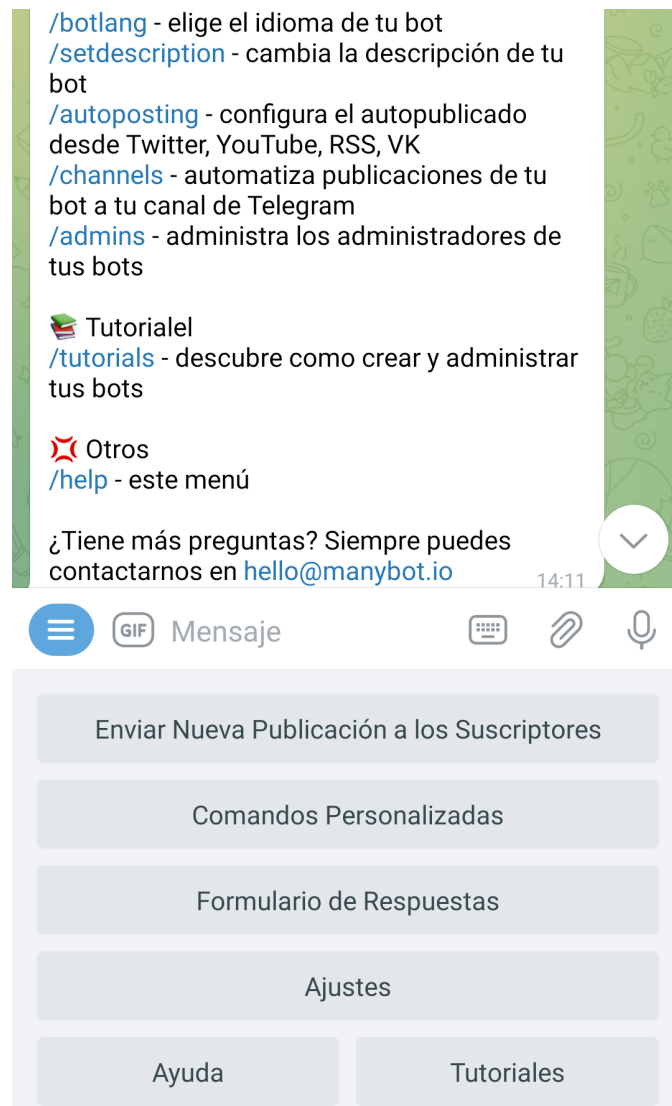 /botlang - elige el idioma de tu bot
/setdescription - cambia la descripción de tu
bot
/autoposting - configura el autopublicado
desde Twitter, YouTube, RSS, VK
/channels - automatiza publicaciones de tu
bot a tu canal de Telegram
/admins - administra los administradores de
tus bots
📚 Tutorialel
/tutorials - descubre como crear y administrar
tus bots
💢 Otros
/help - este menú
¿Tiene más preguntas? Siempre puedes
contactarnos en hello@manybot.io
14:11
GIF Mensaje
Enviar Nueva Publicación a los Suscriptores
Comandos Personalizadas
Formulario de Respuestas
Ajustes
Ayuda
Tutoriales